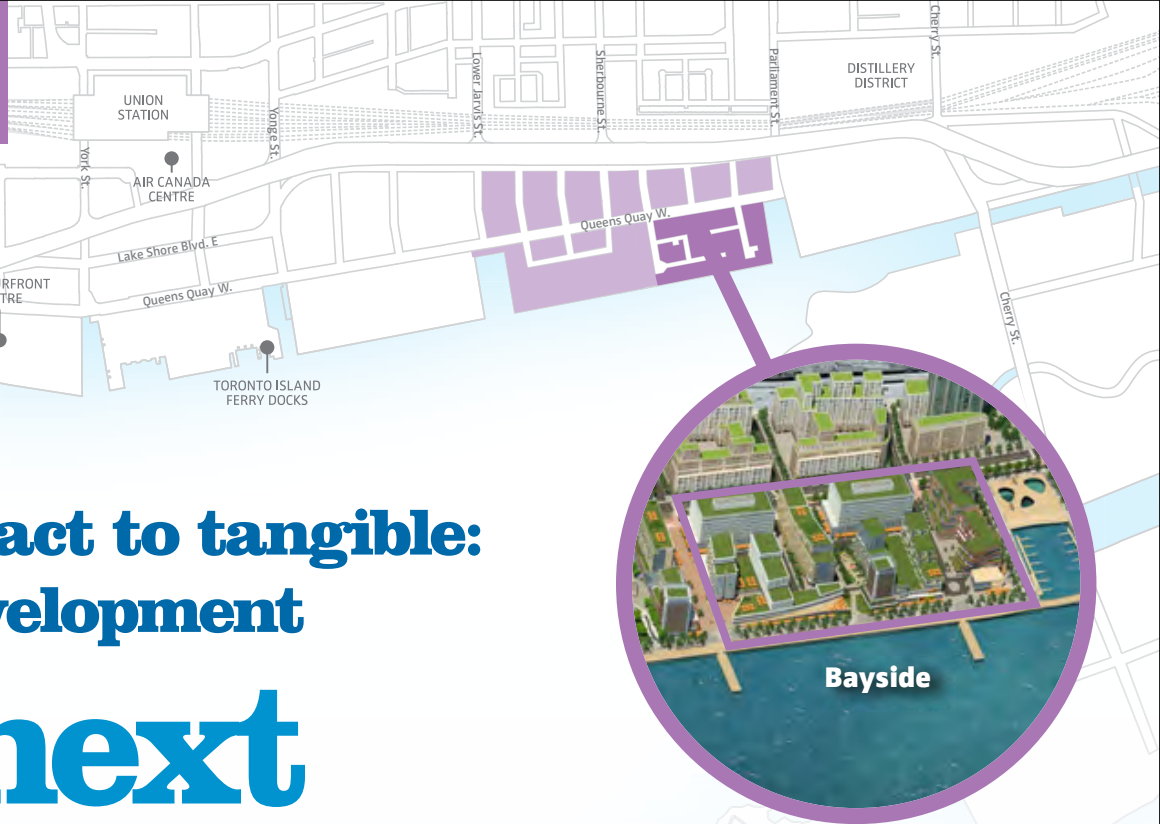 Cherry St.
Lower Jarvis St.
Sherbourne St.
Parliament St.
DISTILLERY
DISTRICT
UNION
STATION
Yonge St.
York St.
AIR CANADA
CENTRE
Queens Quay W.
Lake Shore Blvd. E
RFRONT
TRE
Queens Quay W.
Cherry St.
TORONTO ISLAND
FERRY DOCKS
act to tangible:
velopment
next
Bayside